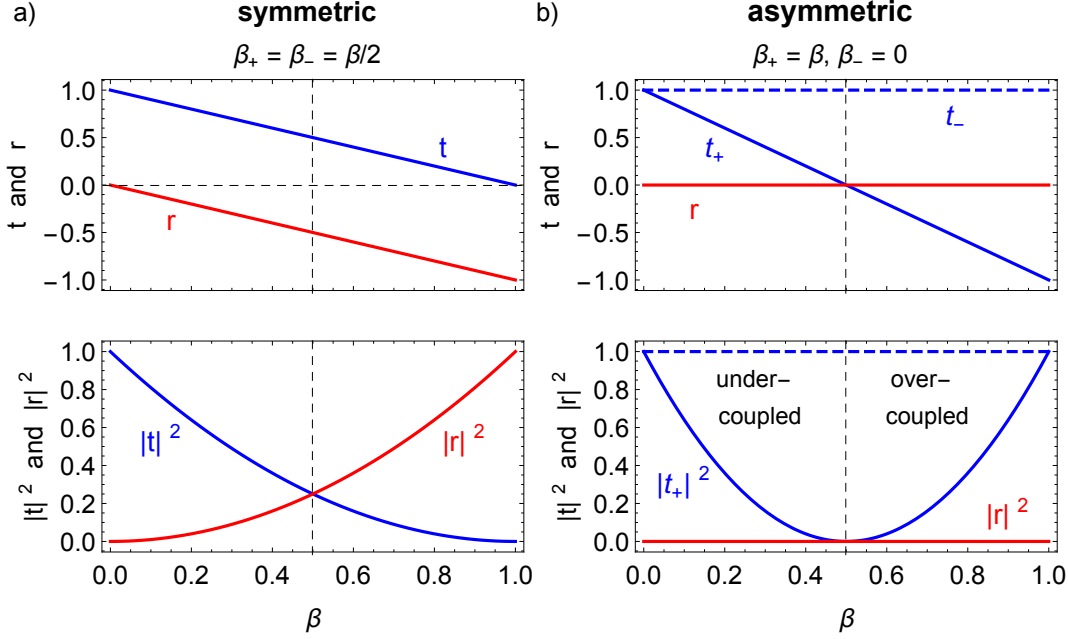 a)
symmetric
β₊ = β₋ = β/2
t and r
1.0
0.5
0.0
−0.5
−1.0
t
r
|t|² and |r|²
1.0
0.8
0.6
0.4
0.2
0.0
|t|²
|r|²
0.0 0.2 0.4 0.6 0.8 1.0
β
b)
asymmetric
β₊ = β, β₋ = 0
t and r
1.0
0.5
0.0
−0.5
−1.0
t₋
t₊
r
|t|² and |r|²
1.0
0.8
0.6
0.4
0.2
0.0
under-
coupled
over-
coupled
|t₊|²
|r|²
0.0 0.2 0.4 0.6 0.8 1.0
β